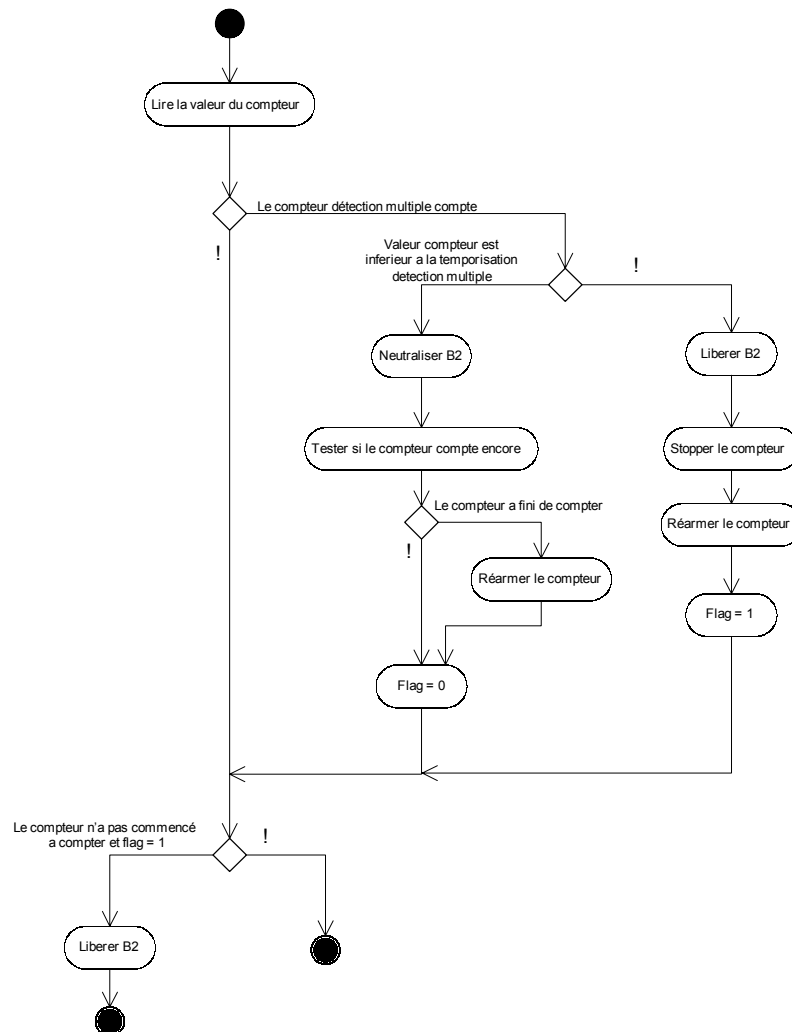 Lire la valeur du compteur
Le compteur détection multiple compte
!
Valeur compteur est
inferieur a la temporisation
detection multiple
!
Neutraliser B2
Liberer B2
Tester si le compteur compte encore
Stopper le compteur
Le compteur a fini de compter
!
Réarmer le compteur
Réarmer le compteur
Flag = 1
Flag = 0
Le compteur n'a pas commencé
a compter et flag = 1
!
Liberer B2